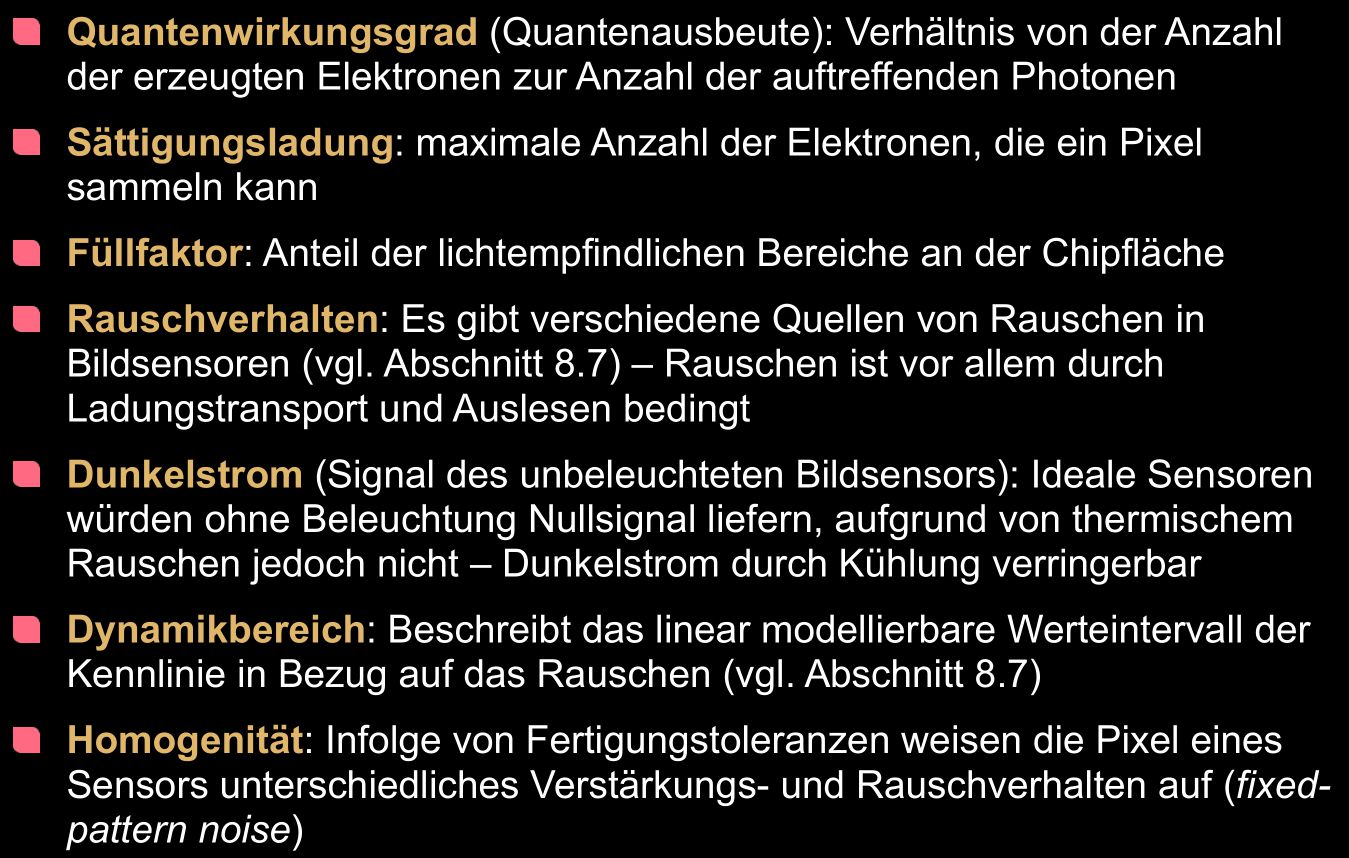 Quantenwirkungsgrad (Quantenausbeute): Verhältnis von der Anzahl
der erzeugten Elektronen zur Anzahl der auftreffenden Photonen
Sättigungsladung: maximale Anzahl der Elektronen, die ein Pixel
sammeln kann
Füllfaktor: Anteil der lichtempfindlichen Bereiche an der Chipfläche
Rauschverhalten: Es gibt verschiedene Quellen von Rauschen in
Bildsensoren (vgl. Abschnitt 8.7) – Rauschen ist vor allem durch
Ladungstransport und Auslesen bedingt
Dunkelstrom (Signal des unbeleuchteten Bildsensors): Ideale Sensoren
würden ohne Beleuchtung Nullsignal liefern, aufgrund von thermischem
Rauschen jedoch nicht – Dunkelstrom durch Kühlung verringerbar
Dynamikbereich: Beschreibt das linear modellierbare Werteintervall der
Kennlinie in Bezug auf das Rauschen (vgl. Abschnitt 8.7)
Homogenität: Infolge von Fertigungstoleranzen weisen die Pixel eines
Sensors unterschiedliches Verstärkungs- und Rauschverhalten auf (fixed-
pattern noise)